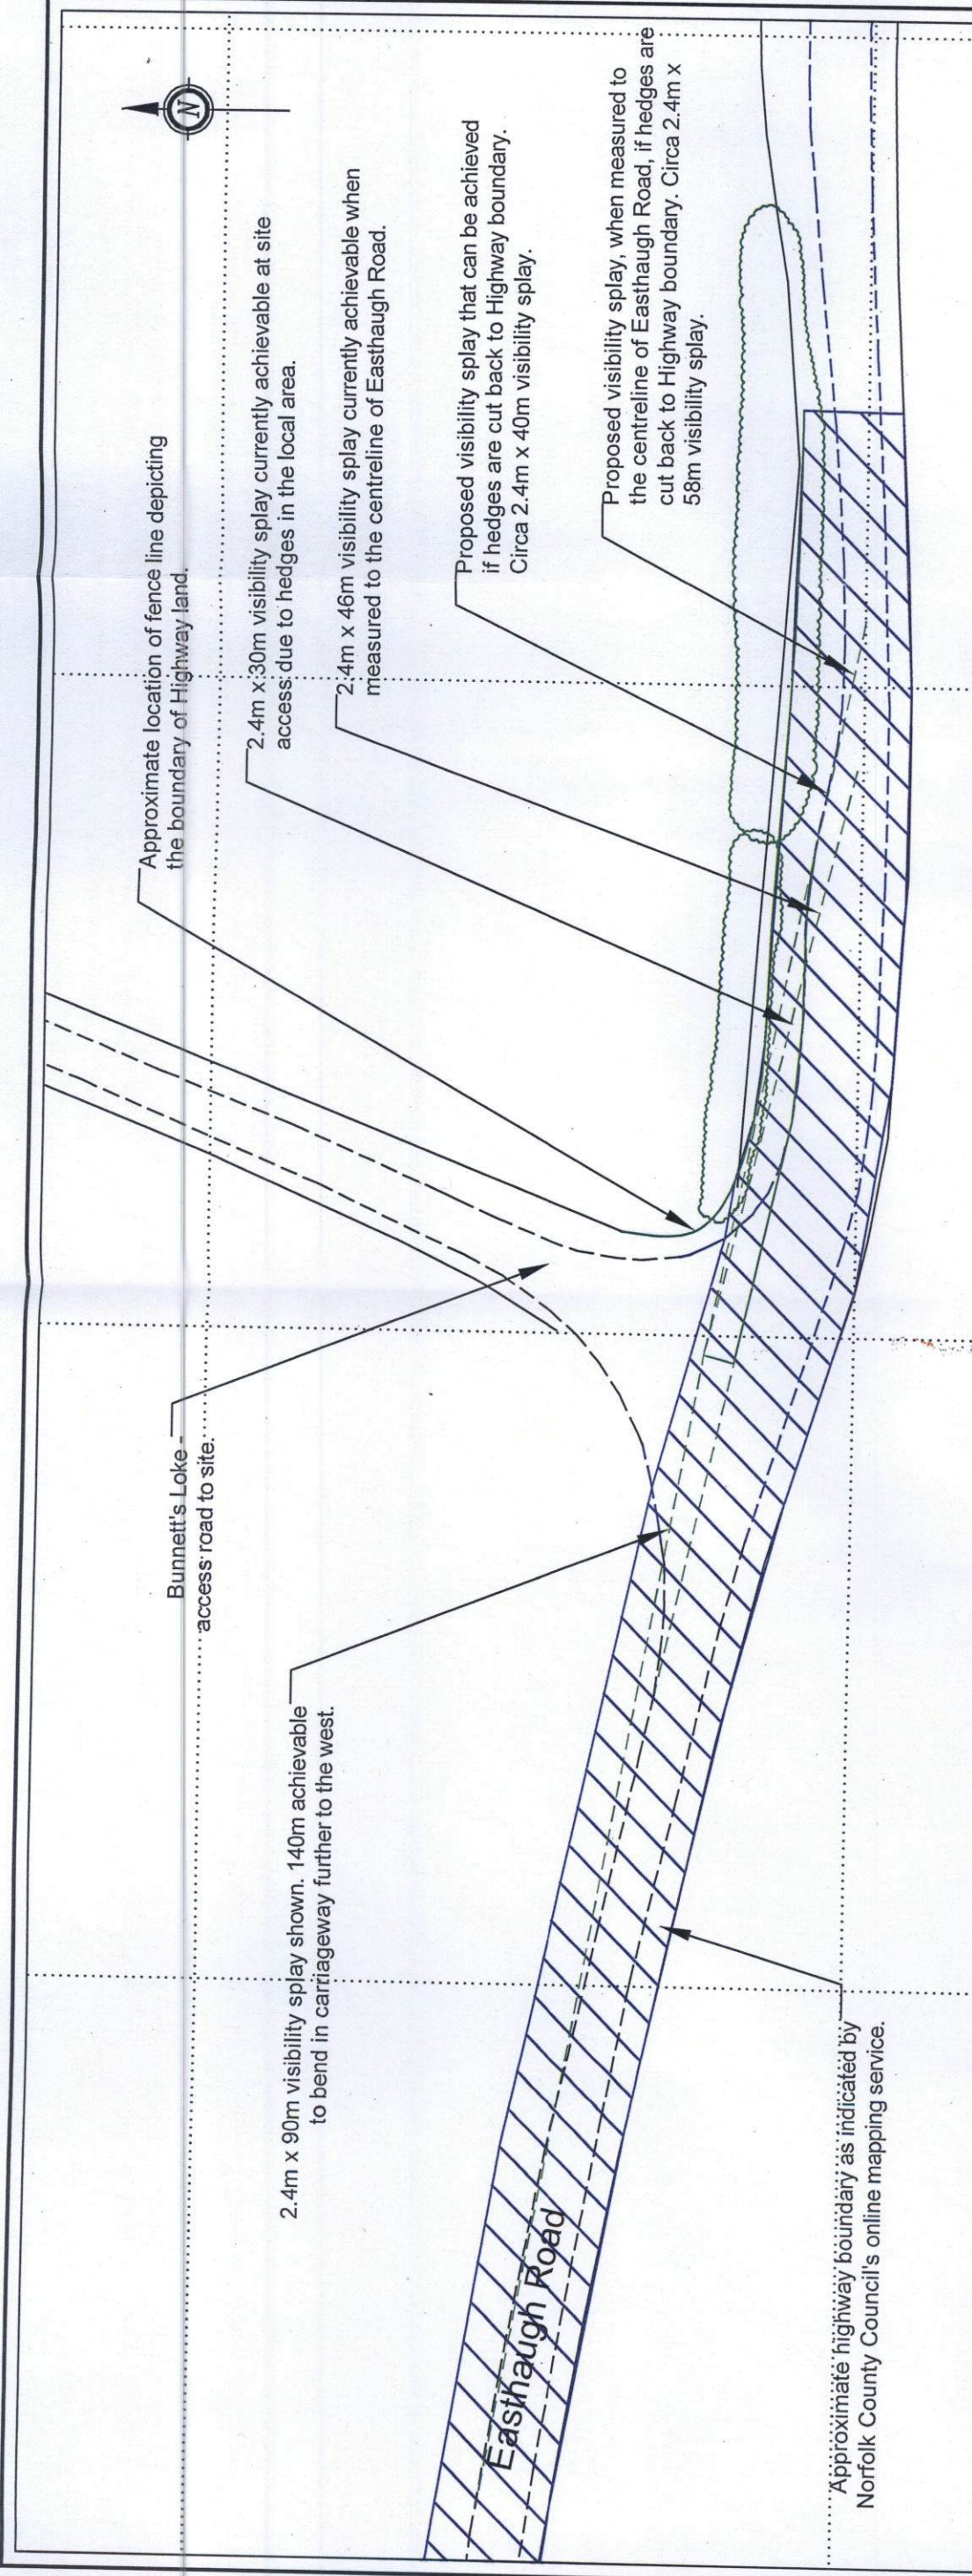 N
Approximate location of fence line depicting
the boundary of Highway land.
2.4m x 30m visibility splay currently achievable at site
access due to hedges in the local area.
2.4m x 46m visibility splay currently achievable when
measured to the centreline of Easthaugh Road.
Proposed visibility splay that can be achieved
if hedges are cut back to Highway boundary.
Circa 2.4m x 40m visibility splay.
Proposed visibility splay, when measured to
the centreline of Easthaugh Road, if hedges are
cut back to Highway boundary. Circa 2.4m x
58m visibility splay.
Bunnett's Loke -
access road to site.
2.4m x 90m visibility splay shown. 140m achievable
to bend in carriageway further to the west.
Easthaugh Road
Approximate highway boundary as indicated by
Norfolk County Council's online mapping service.